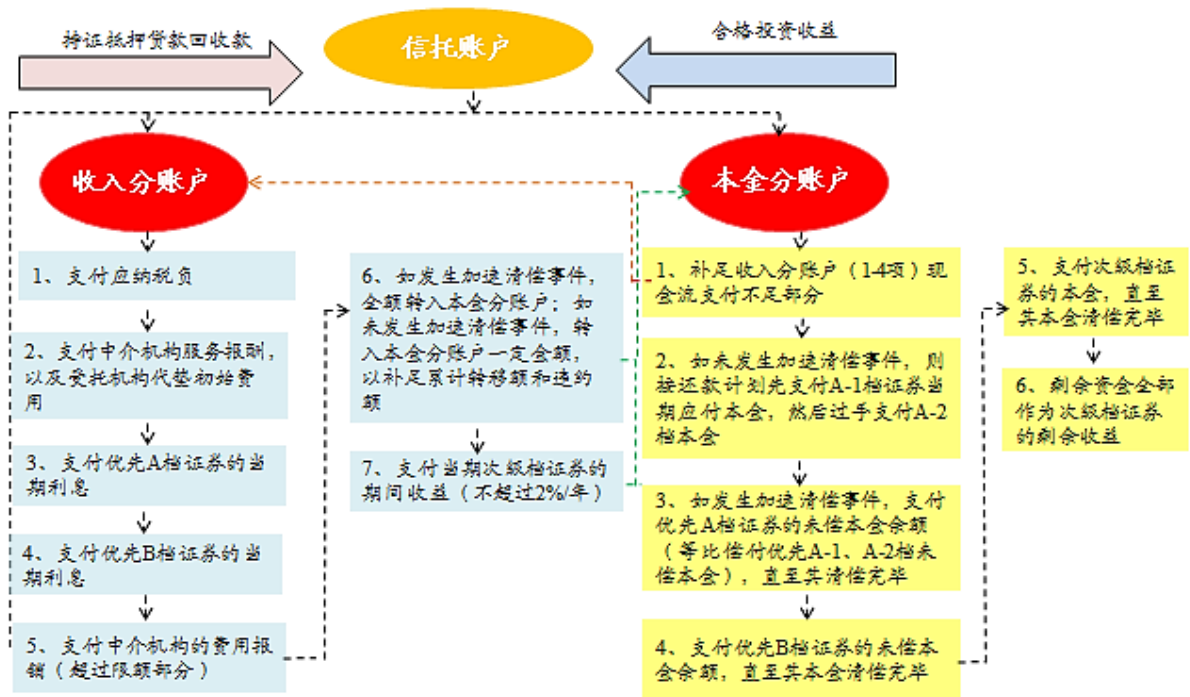 持证抵押贷款回收款
信托账户
合格投资收益
收入分账户
本金分账户
1、支付应纳税负
2、支付中介机构服务报酬，
以及受托机构代垫初始费
用
3、支付优先A档证券的当
期利息
4、支付优先B档证券的当
期利息
5、支付中介机构的费用报
销（超过限额部分）
6、如发生加速清偿事件，
全额转入本金分账户；如
未发生加速清偿事件，转
入本金分账户一定金额，
以补足累计转移额和违约
额
7、支付当期次级档证券的
期间收益（不超过2%/年）
1、补足收入分账户（1-4项）现
金流支付不足部分
2、如未发生加速清偿事件，则
按还款计划先支付A-1档证券当
期应付本金，然后过手支付A-2
档本金
3、如发生加速清偿事件，支付
优先A档证券的未偿本金余额
（等比偿付优先A-1、A-2档未
偿本金），直至其清偿完毕
4、支付优先B档证券的未偿本
金余额，直至其本金清偿完毕
5、支付次级档证
券的本金，直至
其本金清偿完毕
6、剩余资金全部
作为次级档证券
的剩余收益